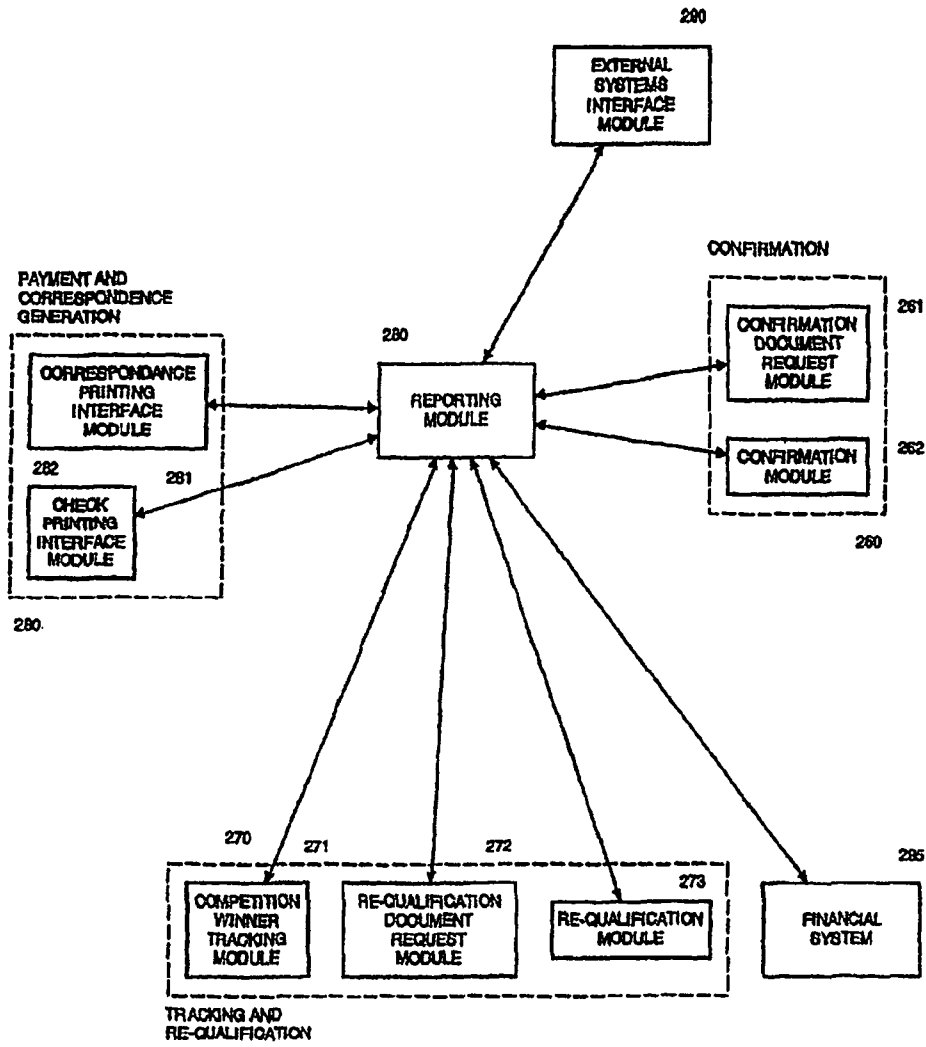 290
EXTERNAL
SYSTEMS
INTERFACE
MODULE
CONFIRMATION
261
CONFIRMATION
DOCUMENT
REQUEST
MODULE
262
CONFIRMATION
MODULE
260
PAYMENT AND
CORRESPONDENCE
GENERATION
CORRESPONDANCE
PRINTING
INTERFACE
MODULE
282
281
CHECK
PRINTING
INTERFACE
MODULE
280
280
REPORTING
MODULE
270
271
272
273
295
COMPETITION
WINNER
TRACKING
MODULE
RE-QUALIFICATION
DOCUMENT
REQUEST
MODULE
RE-QUALIFICATION
MODULE
FINANCIAL
SYSTEM
TRACKING AND
RE-QUALIFICATION